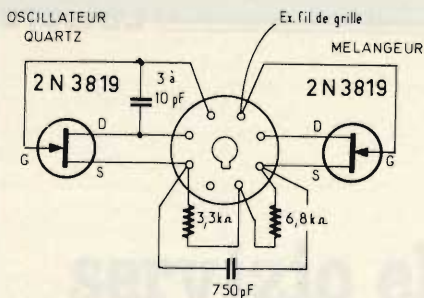 OSCILLATEUR
QUARTZ
Ex. fil de grille
MELANGEUR
2N3819
3 à
10 pF
2N3819
D
D
G
S
S
G
3,3kΩ
6,8kΩ
750pF